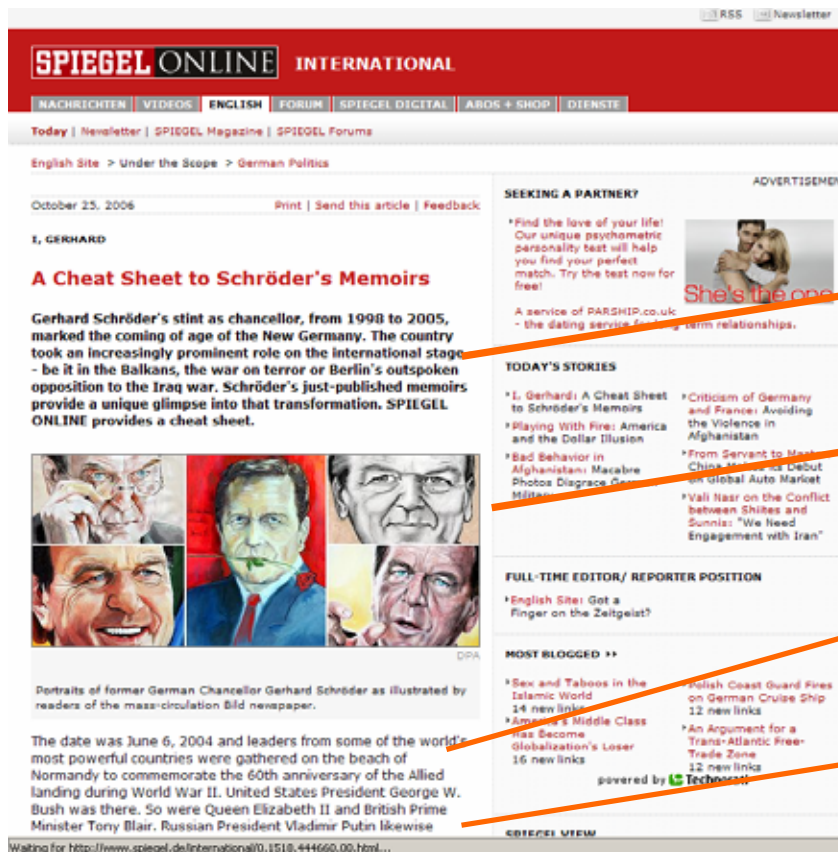 RSS Newsletter
SPIEGEL ONLINE INTERNATIONAL
NACHRICHTEN VIDEOS ENGLISH FORUM SPIEGEL DIGITAL ABOS + SHOP DIENSTE
Today | Newsletter | SPIEGEL Magazine | SPIEGEL Forums
English Site > Under the Scope > German Politics
October 25, 2006
Print | Send this article | Feedback
I, GERHARD
A Cheat Sheet to Schröder's Memoirs
Gerhard Schröder's stint as chancellor, from 1998 to 2005,
marked the coming of age of the New Germany. The country
took an increasingly prominent role on the international stage
- be it in the Balkans, the war on terror or Berlin's outspoken
opposition to the Iraq war. Schröder's just-published memoirs
provide a unique glimpse into that transformation. SPIEGEL
ONLINE provides a cheat sheet.
DPA
Portraits of former German Chancellor Gerhard Schröder as illustrated by
readers of the mass-circulation Bild newspaper.
The date was June 6, 2004 and leaders from some of the world's
most powerful countries were gathered on the beach of
Normandy to commemorate the 60th anniversary of the Allied
landing during World War II. United States President George W.
Bush was there. So were Queen Elizabeth II and British Prime
Minister Tony Blair. Russian President Vladimir Putin likewise
ADVERTISEMEN
SEEKING A PARTNER?
Find the love of your life!
Our unique psychometric
personality test will help
you find your perfect
match. Try the test now for
free!
She's the one
A service of PARSHIP.co.uk
- the dating service term relationships.
TODAY'S STORIES
I, Gerhard: A Cheat Sheet
to Schröder's Memoirs
Playing With Fire: America
and the Dollar Illusion
Bad Behavior in
Afghanistan: Macabre
Photos Disgrace
Military
Criticism of Germany
and France: Avoiding
the Violence in
Afghanistan
From Servant to
China Its Debut
on Global Auto Market
Vali Nasr on the Conflict
between Shiites and
Sunnis: "We Need
Engagement with Iran"
FULL-TIME EDITOR/ REPORTER POSITION
English Site: Got a
Finger on the Zeitgeist?
MOST BLOGGED
Sex and Taboos in the
Islamic World
14 new links
America's Middle Class
Has Become
Globalization's Loser
16 new links
Polish Coast Guard Fires
on German Cruise Ship
12 new links
An Argument for a
Trans-Atlantic Free-
Trade Zone
12 new links
powered by Technorati
SPIEGEL VIEW
Waiting for http://www.spiegel.de/international/0,1518,444660,00.html...